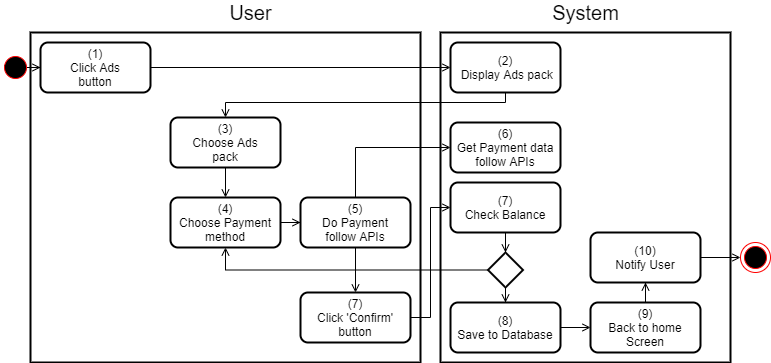 User
System
(1)
Click Ads
button
(2)
Display Ads pack
(3)
Choose Ads
pack
(6)
Get Payment data
follow APIs
(4)
Choose Payment
method
(5)
Do Payment
follow APIs
(7)
Check Balance
(10)
Notify User
(7)
Click 'Confirm'
button
(8)
Save to Database
(9)
Back to home
Screen